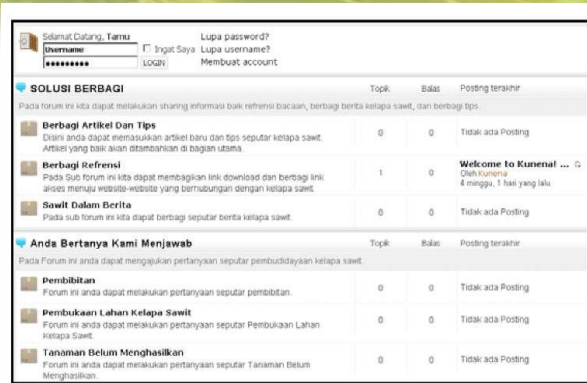 Selamat Datang, Tamu
Lupa password?
Username
Ingat Saya
Lupa username?
LOGIN
Membuat account
SOLUSI BERBAGI
Topik
Balas
Posting terakhir
Pada forum ini kita dapat melakukan sharing informasi baik refrensi bacaan, berbagi berita kelapa sawit, dan berbagi tips.
Berbagi Artikel Dan Tips
Disini anda dapat memasukkan artikel baru dan tips seputar kelapa sawit.
Artikel yang baik akan ditambahkan di bagian utama.
0
0
Tidak ada Posting
Berbagi Refrensi
Pada Sub forum ini kita dapat membagikan link download dan berbagi link
akses menuju website-website yang berhubungan dengan kelapa sawit
1
0
Welcome to Kunena! ...
Oleh Kunena
4 minggu, 1 hari yang lalu
Sawit Dalam Berita
Pada sub forum ini kita dapat berbagi seputar berita kelapa sawit.
0
0
Tidak ada Posting
Anda Bertanya Kami Menjawab
Topik
Balas
Posting terakhir
Pada Forum ini anda dapat mengajukan pertanyaan seputar pembudidayaan kelapa sawit.
Pembibitan
Forum ini anda dapat melakukan pertanyaan seputar pembibitan.
0
0
Tidak ada Posting
Pembukaan Lahan Kelapa Sawit
Forum ini anda dapat melakukan pertanyaan seputar Pembukaan Lahan
Kelapa Sawit.
0
0
Tidak ada Posting
Tanaman Belum Menghasilkan
Forum ini anda dapat melakukan pertanyaan seputar Tanaman Belum
Menghasilkan.
0
0
Tidak ada Posting